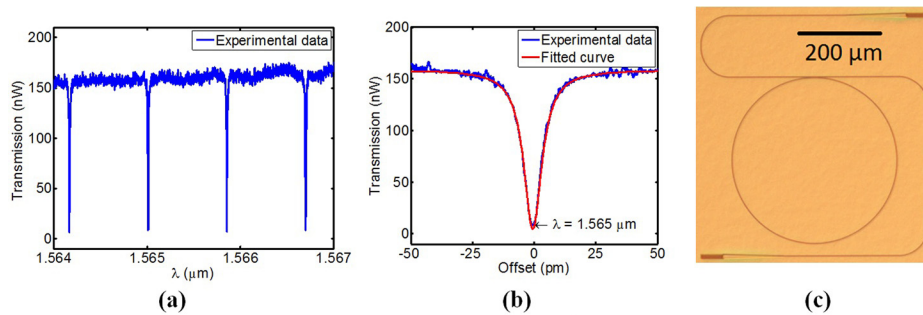 Experimental data
Transmission (nW)
200
150
100
50
0
1.564
1.565
1.566
1.567
λ (µm)
(a)
Experimental data
Fitted curve
Transmission (nW)
200
150
100
50
0
← λ = 1.565 µm
-50
-25
0
25
50
Offset (pm)
(b)
200 µm
(c)